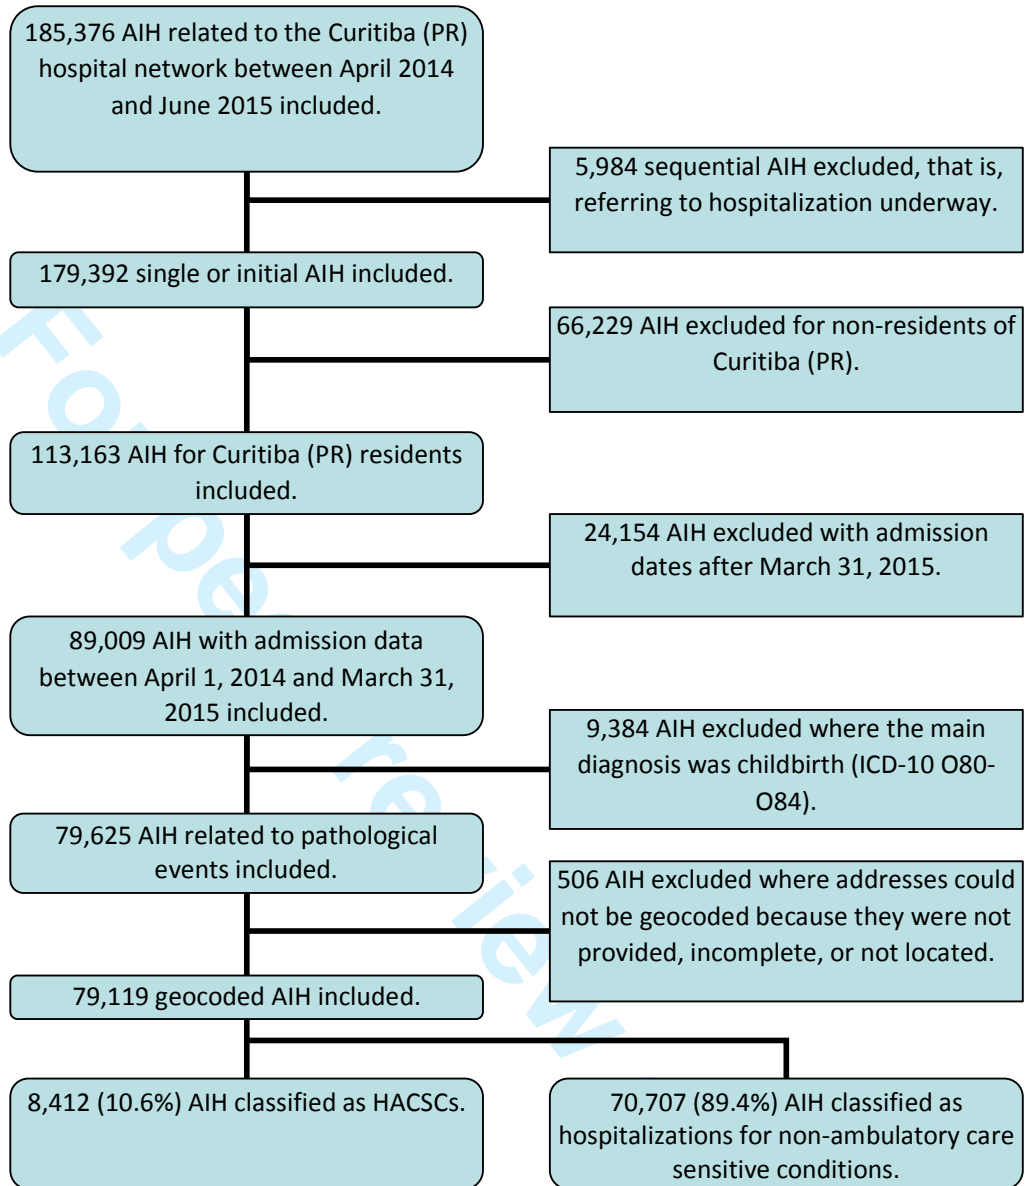 185,376 AIH related to the Curitiba (PR)
hospital network between April 2014
and June 2015 included.
5,984 sequential AIH excluded, that is,
referring to hospitalization underway.
179,392 single or initial AIH included.
66,229 AIH excluded for non-residents of
Curitiba (PR).
113,163 AIH for Curitiba (PR) residents
included.
24,154 AIH excluded with admission
dates after March 31, 2015.
89,009 AIH with admission data
between April 1, 2014 and March 31,
2015 included.
9,384 AIH excluded where the main
diagnosis was childbirth (ICD-10 O80-
O84).
79,625 AIH related to pathological
events included.
506 AIH excluded where addresses could
not be geocoded because they were not
provided, incomplete, or not located.
79,119 geocoded AIH included.
8,412 (10.6%) AIH classified as HACSCs.
70,707 (89.4%) AIH classified as
hospitalizations for non-ambulatory care
sensitive conditions.
For peer review